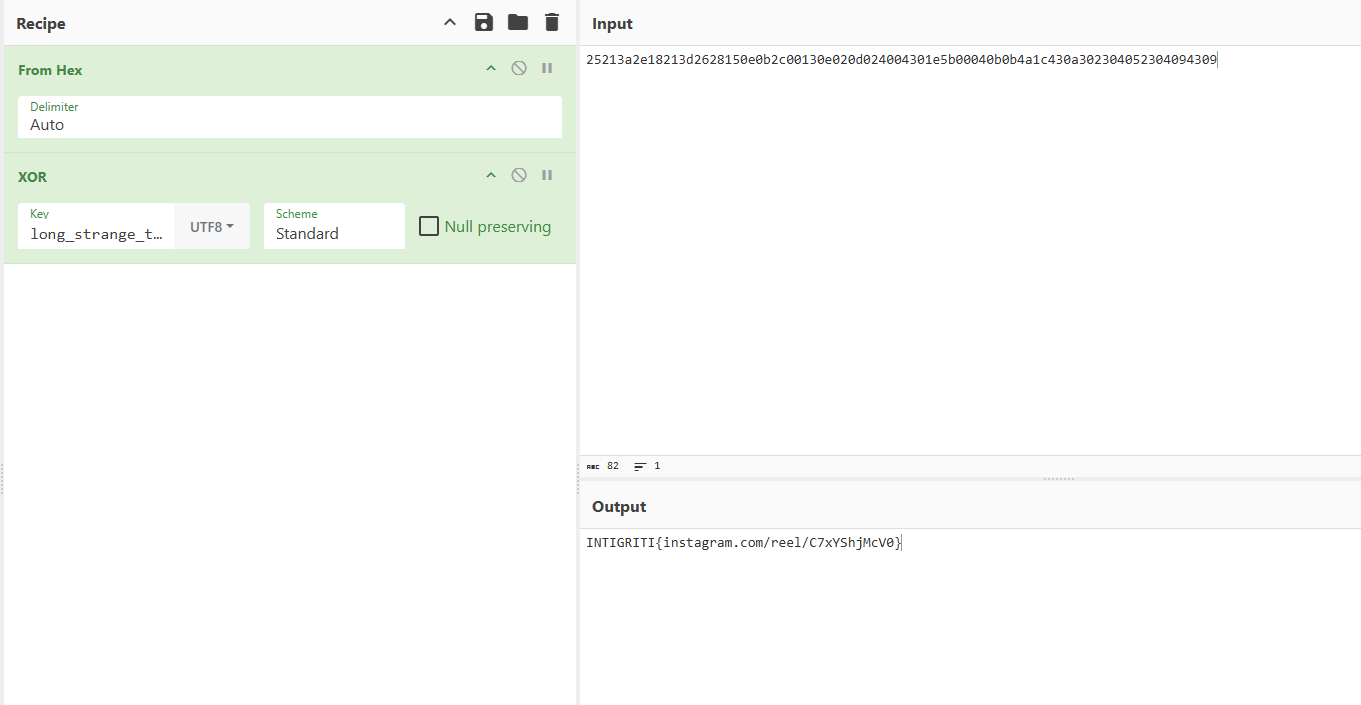 Recipe
From Hex
Delimiter
Auto
XOR
Key
long_strange_t...
UTF8
Scheme
Standard
Null preserving
Input
25213a2e18213d2628150e0b2c00130e020d024004301e5b00040b0b4a1c430a302304052304094309
ABC 82
1
Output
INTIGRITI{instagram.com/reel/C7xYShjMcV0}